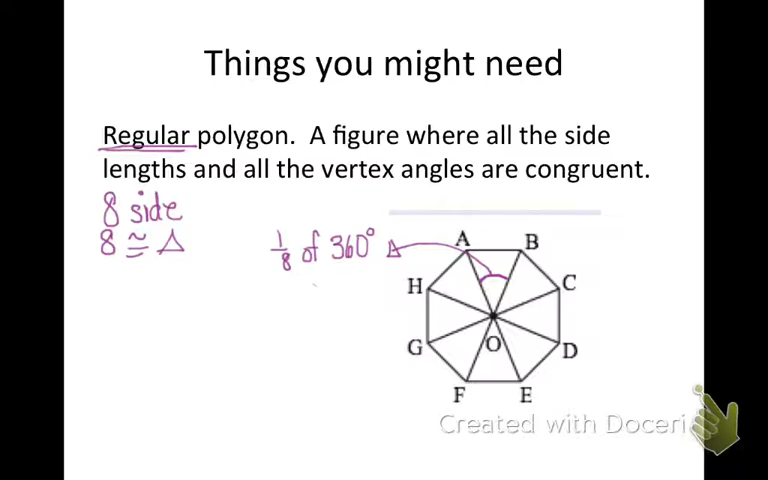 Things you might need
Regular polygon. A figure where all the side
lengths and all the vertex angles are congruent.
8 side
8 ≅ △
1/8 of 360°
A
B
H
C
O
G
D
F
E
Created with Doceri